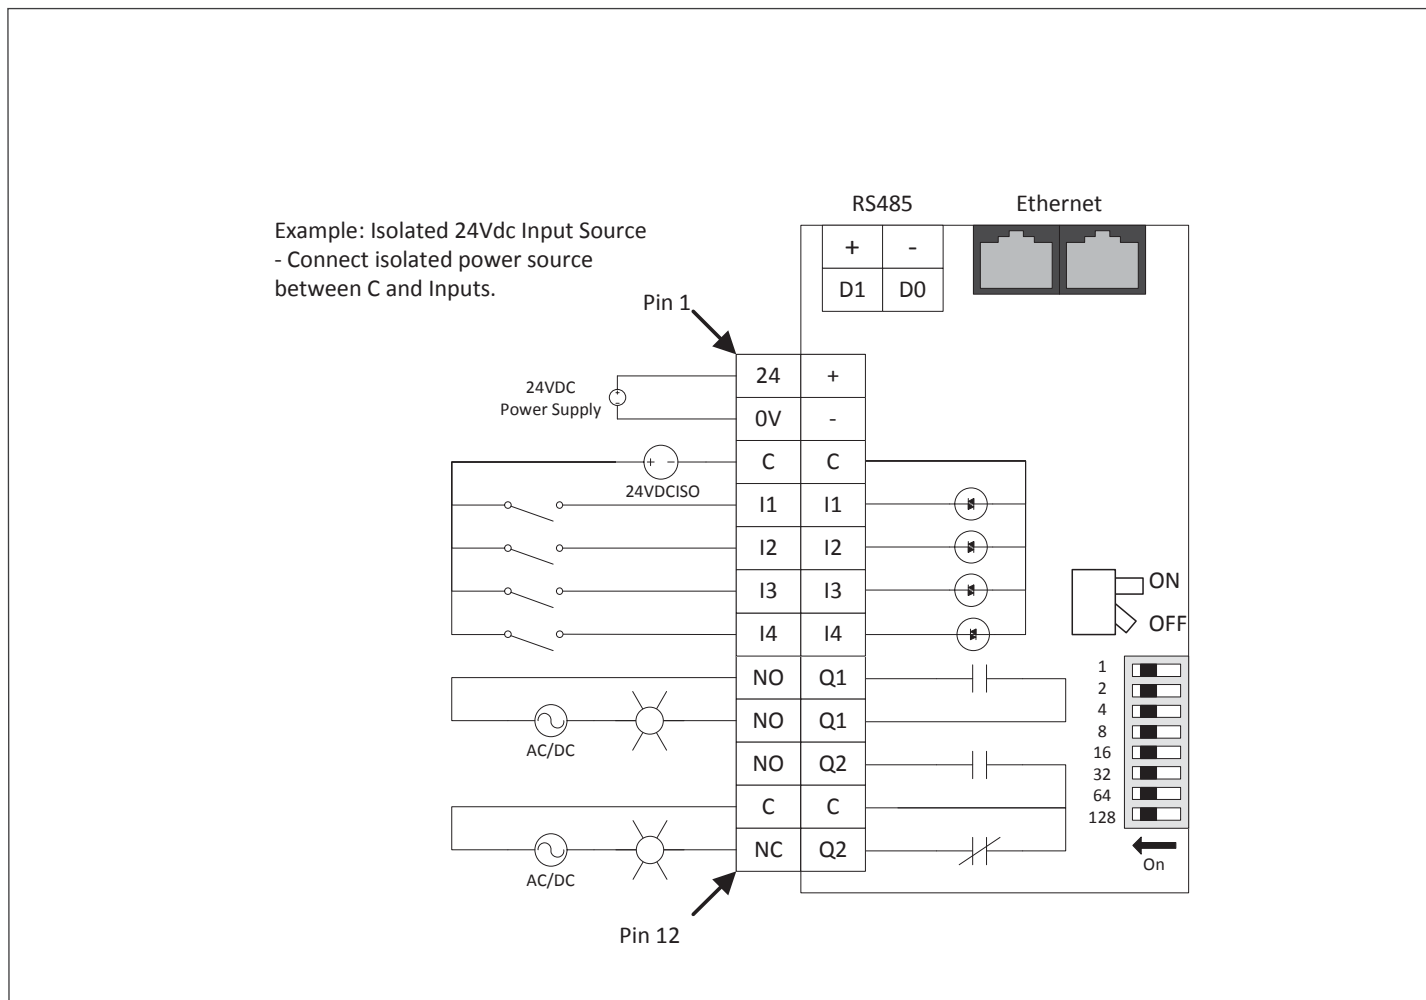 RS485 Ethernet
Example: Isolated 24Vdc Input Source
- Connect isolated power source
between C and Inputs.
+ -
D1 D0
Pin 1
24VDC
Power Supply
+
-
24 +
0V -
+ -
24VDCISO
C C
I1 I1
I2 I2
I3 I3
I4 I4
ON
OFF
NO Q1
NO Q1
AC/DC
NO Q2
C C
NC Q2
AC/DC
1
2
4
8
16
32
64
128
On
Pin 12